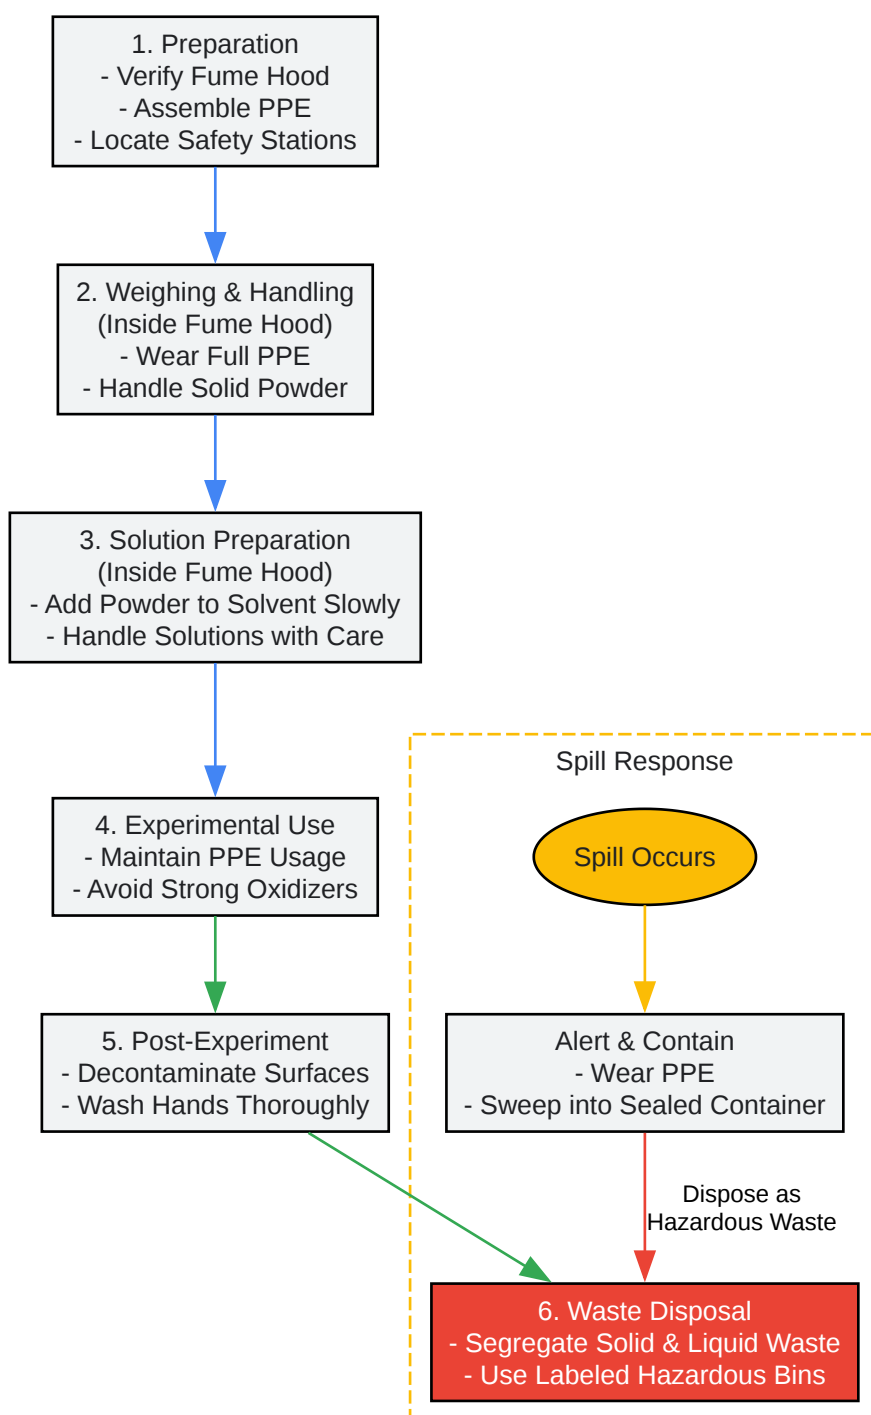 1. Preparation
- Verify Fume Hood
- Assemble PPE
- Locate Safety Stations
2. Weighing & Handling
(Inside Fume Hood)
- Wear Full PPE
- Handle Solid Powder
3. Solution Preparation
(Inside Fume Hood)
- Add Powder to Solvent Slowly
- Handle Solutions with Care
4. Experimental Use
- Maintain PPE Usage
- Avoid Strong Oxidizers
5. Post-Experiment
- Decontaminate Surfaces
- Wash Hands Thoroughly
Spill Response
Spill Occurs
Alert & Contain
- Wear PPE
- Sweep into Sealed Container
Dispose as
Hazardous Waste
6. Waste Disposal
- Segregate Solid & Liquid Waste
- Use Labeled Hazardous Bins